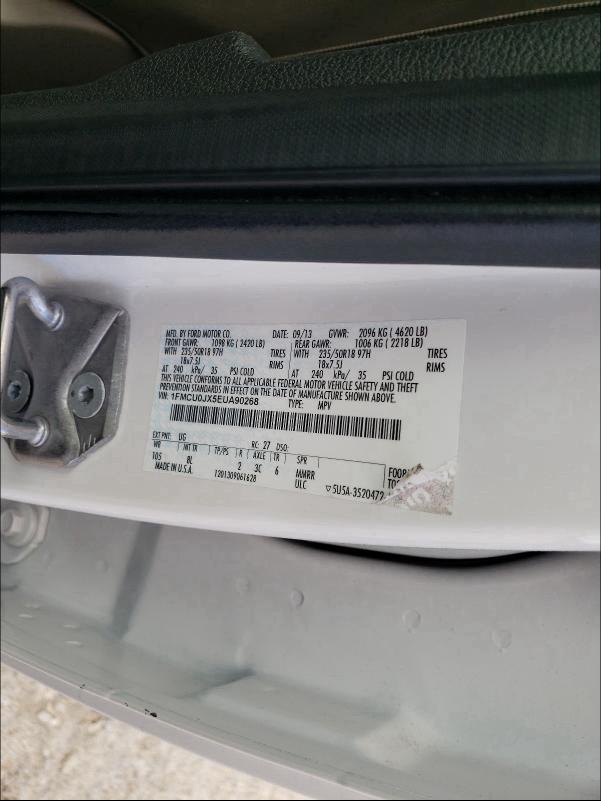 MFD. BY FORD MOTOR CO. DATE: 09/13 GVWR: 2096 KG ( 4620 LB)
FRONT GAWR: 1098 KG ( 2420 LB) REAR GAWR: 1006 KG ( 2218 LB)
WITH 235/50R18 97H TIRES WITH 235/50R18 97H TIRES
18x7.5J RIMS 18x7.5J RIMS
AT 240 kPa/ 35 PSI COLD AT 240 kPa/ 35 PSI COLD
THIS VEHICLE CONFORMS TO ALL APPLICABLE FEDERAL MOTOR VEHICLE SAFETY AND THEFT
PREVENTION STANDARDS IN EFFECT ON THE DATE OF MANUFACTURE SHOWN ABOVE.
VIN: 1FMCU0JX5EUA90268
TYPE: MPV
EXT PNT: UG RC: 27 DSO:
WB INT TR TP/PS R AXLE TR SPR
105 8L 2 3C 6 MMRR
MADE IN U.S.A. 1201309061628 ULC
▽5U5A-3520472